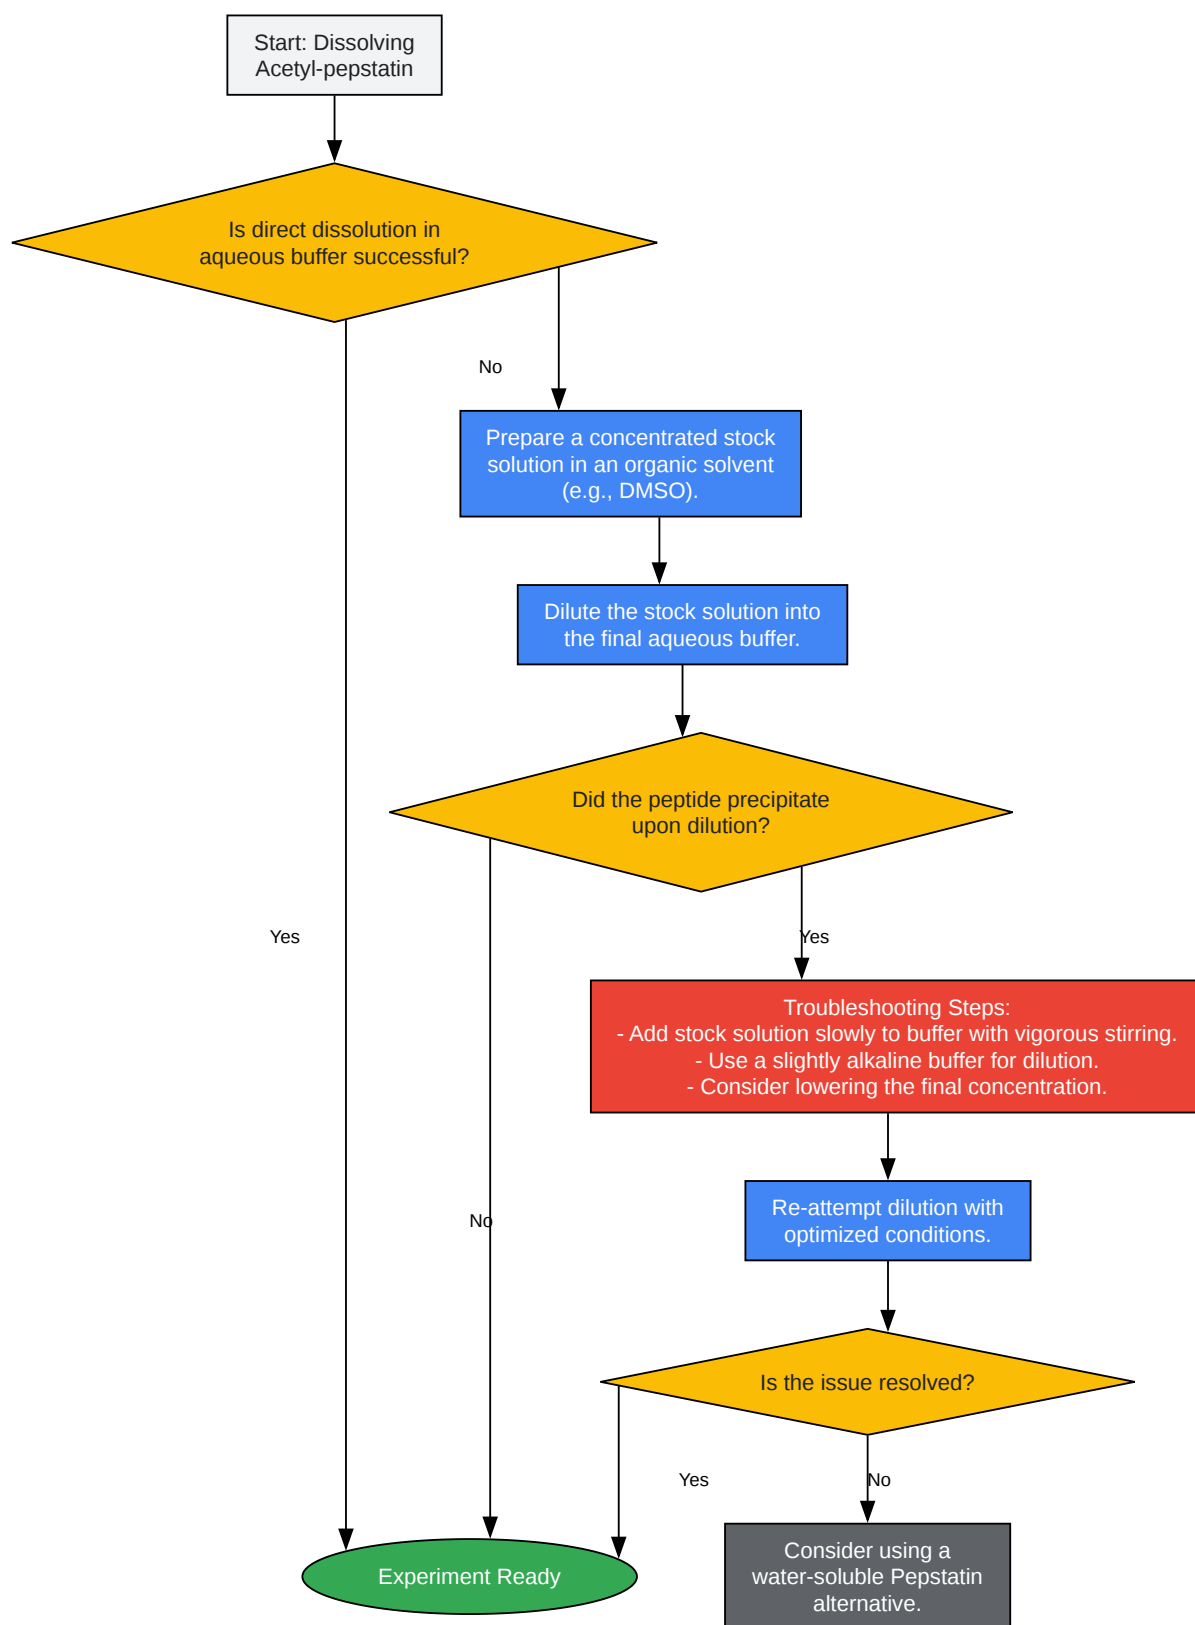 Start: Dissolving
Acetyl-pepstatin
Is direct dissolution in
aqueous buffer successful?
No
Prepare a concentrated stock
solution in an organic solvent
(e.g., DMSO).
Dilute the stock solution into
the final aqueous buffer.
Did the peptide precipitate
upon dilution?
Yes
Yes
Troubleshooting Steps:
- Add stock solution slowly to buffer with vigorous stirring.
- Use a slightly alkaline buffer for dilution.
- Consider lowering the final concentration.
Re-attempt dilution with
optimized conditions.
No
Is the issue resolved?
Yes
No
Experiment Ready
Consider using a
water-soluble Pepstatin
alternative.